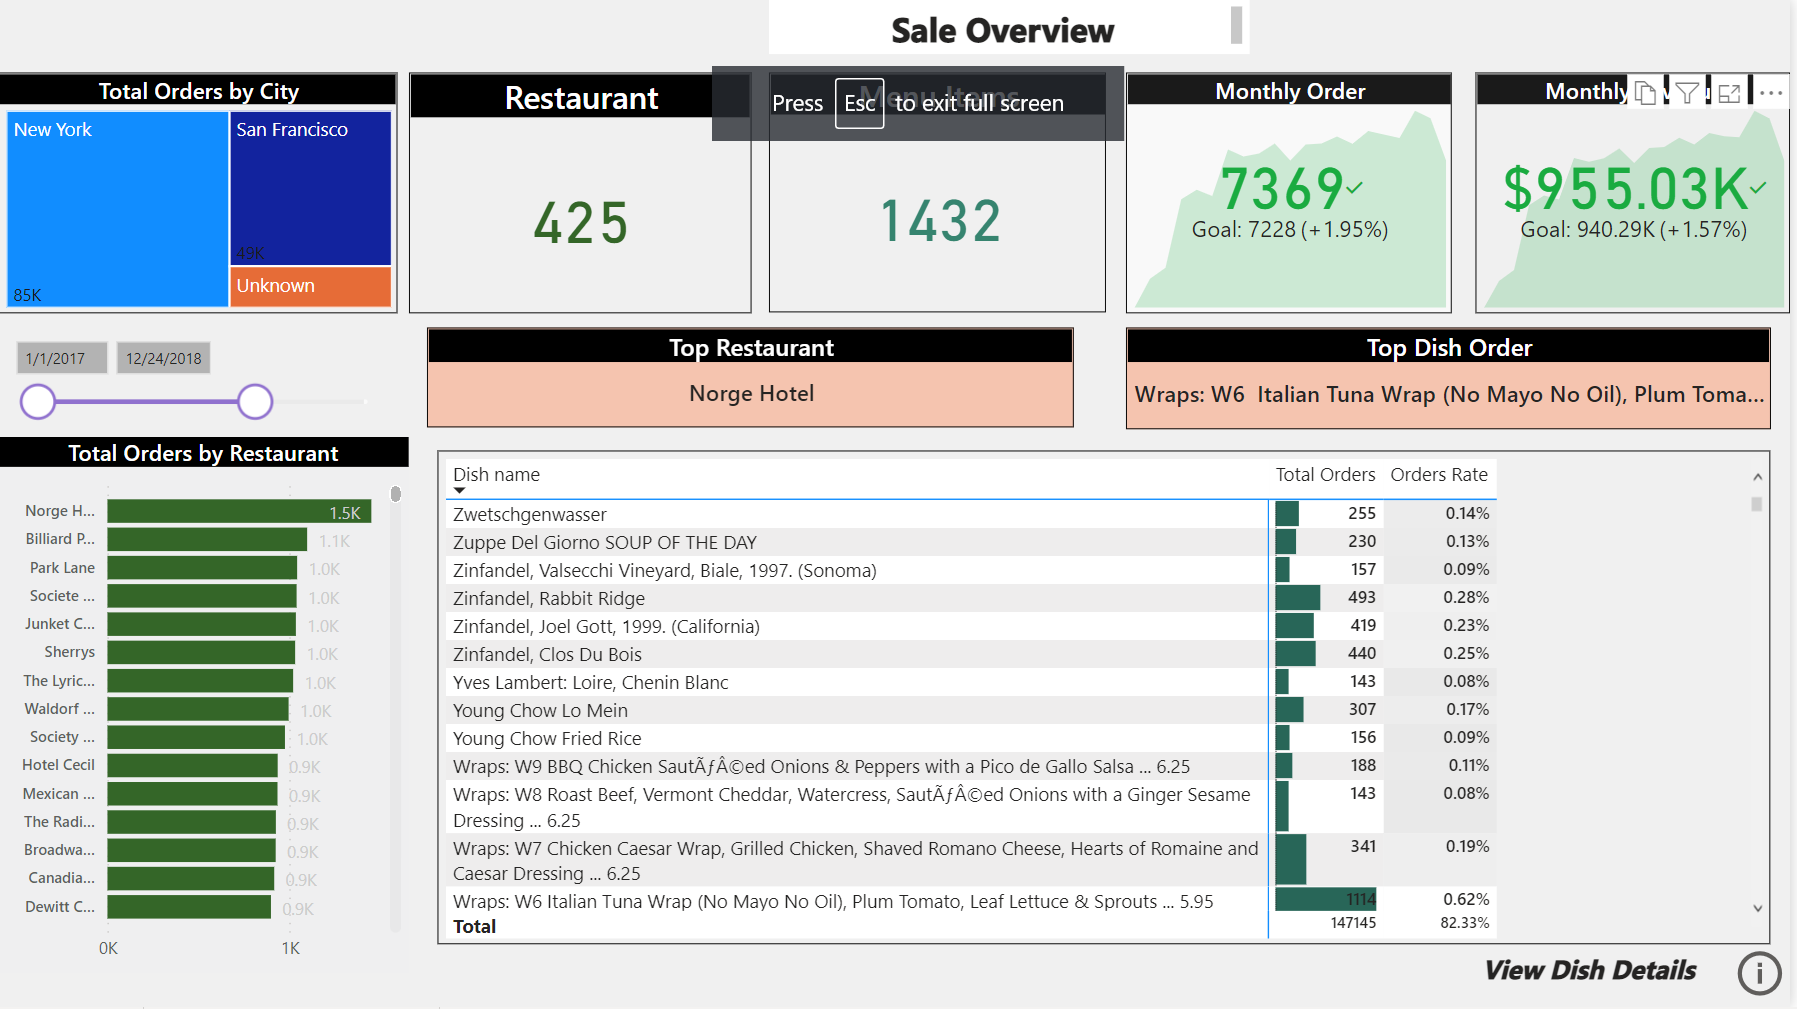 Sale Overview
Total Orders by City
New York
85K
San Francisco
49K
Unknown
Restaurant
425
Menu Items
Press Esc to exit full screen
1432
Monthly Order
7369
Goal: 7228 (+1.95%)
Monthly
$955.03K
Goal: 940.29K (+1.57%)
1/1/2017
12/24/2018
Top Restaurant
Norge Hotel
Top Dish Order
Wraps: W6 Italian Tuna Wrap (No Mayo No Oil), Plum Toma...
Total Orders by Restaurant
Norge H... 1.5K
Billiard P... 1.1K
Park Lane 1.0K
Societe ... 1.0K
Junket C... 1.0K
Sherrys 1.0K
The Lyric... 1.0K
Waldorf ... 1.0K
Society ... 1.0K
Hotel Cecil 0.9K
Mexican ... 0.9K
The Radi... 0.9K
Broadwa... 0.9K
Canadia... 0.9K
Dewitt C... 0.9K
0K 1K
Dish name Total Orders Orders Rate
Zwetschgenwasser 255 0.14%
Zuppe Del Giorno SOUP OF THE DAY 230 0.13%
Zinfandel, Valsecchi Vineyard, Biale, 1997. (Sonoma) 157 0.09%
Zinfandel, Rabbit Ridge 493 0.28%
Zinfandel, Joel Gott, 1999. (California) 419 0.23%
Zinfandel, Clos Du Bois 440 0.25%
Yves Lambert: Loire, Chenin Blanc 143 0.08%
Young Chow Lo Mein 307 0.17%
Young Chow Fried Rice 156 0.09%
Wraps: W9 BBQ Chicken SautÃƒÂ©ed Onions & Peppers with a Pico de Gallo Salsa ... 6.25 188 0.11%
Wraps: W8 Roast Beef, Vermont Cheddar, Watercress, SautÃƒÂ©ed Onions with a Ginger Sesame 143 0.08%
Dressing ... 6.25
Wraps: W7 Chicken Caesar Wrap, Grilled Chicken, Shaved Romano Cheese, Hearts of Romaine and 341 0.19%
Caesar Dressing ... 6.25
Wraps: W6 Italian Tuna Wrap (No Mayo No Oil), Plum Tomato, Leaf Lettuce & Sprouts ... 5.95 1114 0.62%
Total 147145 82.33%
View Dish Details